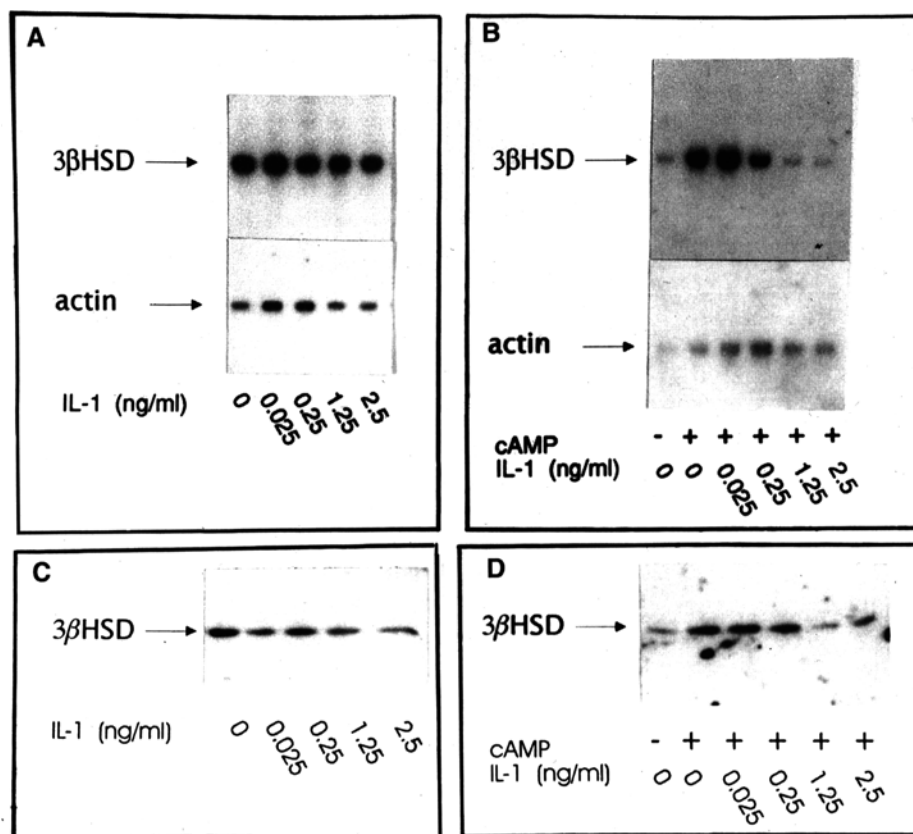 A
3βHSD
actin
IL-1 (ng/ml)
0 0.025 0.25 1.25 2.5
B
3βHSD
actin
cAMP - + + + + +
IL-1 (ng/ml) 0 0 0.025 0.25 1.25 2.5
C
3βHSD
IL-1 (ng/ml) 0 0.025 0.25 1.25 2.5
D
3βHSD
cAMP - + + + + +
IL-1 (ng/ml) 0 0 0.025 0.25 1.25 2.5